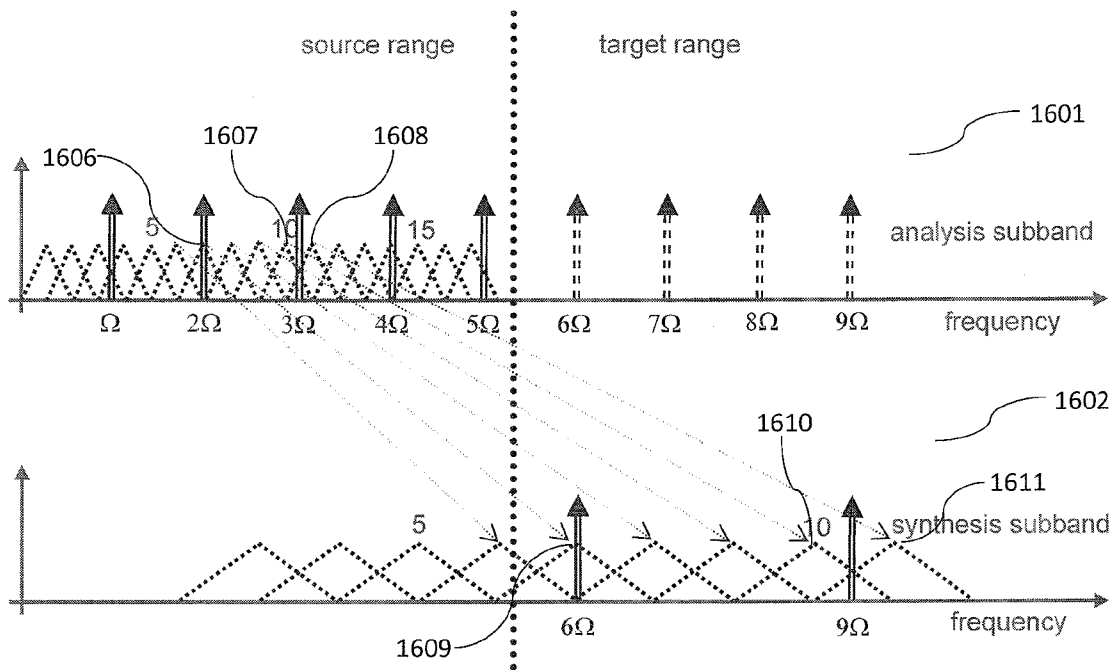 source range
target range
1601
1606
1607
1608
5
10
15
analysis subband
Ω
2Ω
3Ω
4Ω
5Ω
6Ω
7Ω
8Ω
9Ω
frequency
1602
1610
1611
5
10
synthesis subband
1609
6Ω
9Ω
frequency